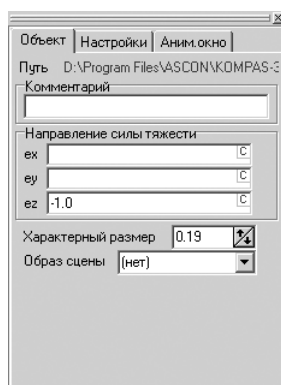 Объект Настройки Аним.окно
Путь D:\Program Files\ASCON\KOMPAS-3
Комментарий
Направление силы тяжести
ex C
ey C
ez -1.0 C
Характерный размер 0.19
Образ сцены (нет)